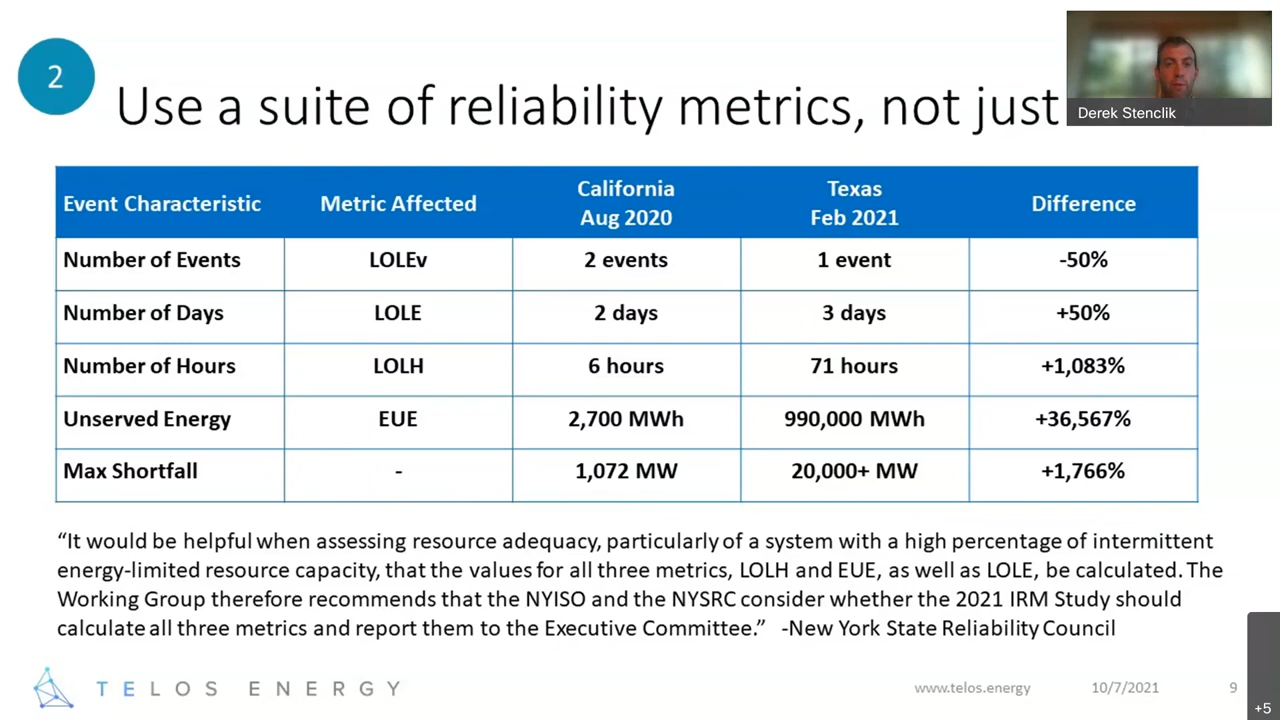 2
Use a suite of reliability metrics, not just
Derek Stenclik
Event Characteristic
Metric Affected
California
Aug 2020
Texas
Feb 2021
Difference
Number of Events
LOLEv
2 events
1 event
-50%
Number of Days
LOLE
2 days
3 days
+50%
Number of Hours
LOLH
6 hours
71 hours
+1,083%
Unserved Energy
EUE
2,700 MWh
990,000 MWh
+36,567%
Max Shortfall
-
1,072 MW
20,000+ MW
+1,766%
“It would be helpful when assessing resource adequacy, particularly of a system with a high percentage of intermittent
energy-limited resource capacity, that the values for all three metrics, LOLH and EUE, as well as LOLE, be calculated. The
Working Group therefore recommends that the NYISO and the NYSRC consider whether the 2021 IRM Study should
calculate all three metrics and report them to the Executive Committee.” -New York State Reliability Council
TELOS ENERGY
www.telos.energy
10/7/2021
9
+5